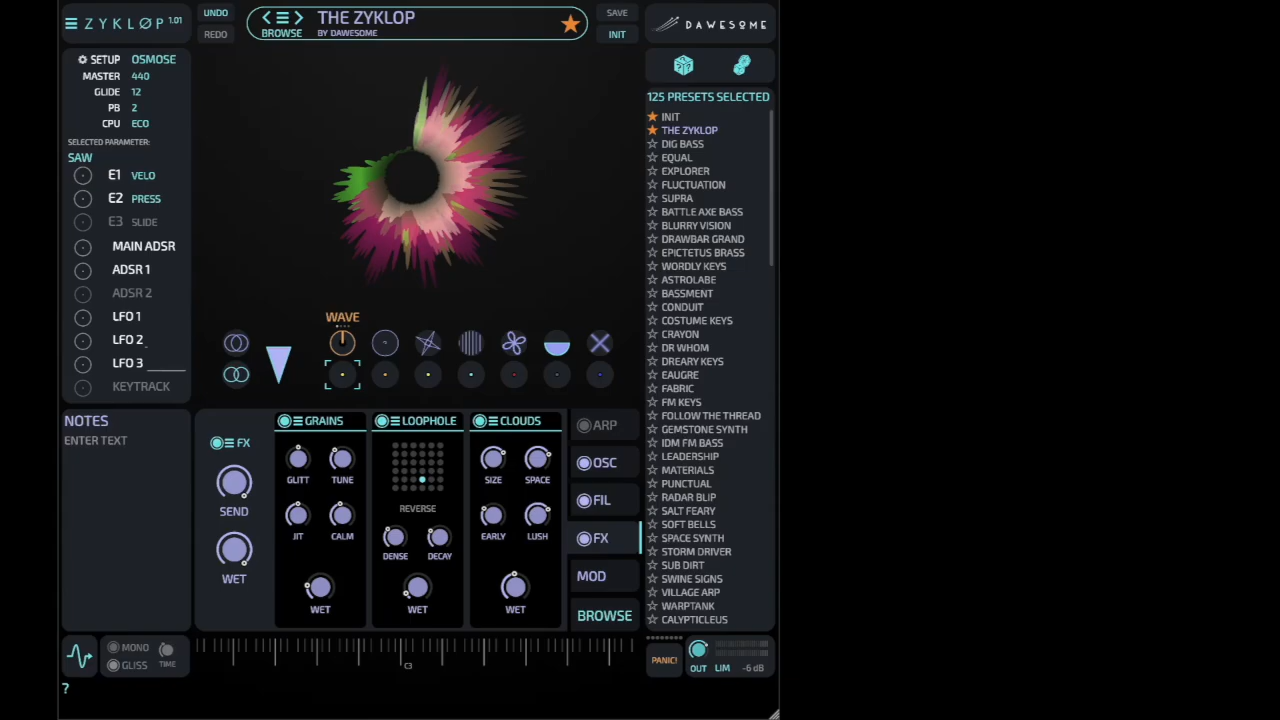 ZYKLØP 1.01
UNDO
REDO
BROWSE
THE ZYKLOP
BY DAWESOME
SAVE
INIT
DAWESOME
SETUP OSMOSE
MASTER 440
GLIDE 12
PB 2
CPU ECO
SELECTED PARAMETER:
SAW
E1 VELO
E2 PRESS
E3 SLIDE
MAIN ADSR
ADSR 1
ADSR 2
LFO 1
LFO 2
LFO 3
KEYTRACK
WAVE
125 PRESETS SELECTED
INIT
THE ZYKLOP
DIG BASS
EQUAL
EXPLORER
FLUCTUATION
SUPRA
BATTLE AXE BASS
BLURRY VISION
DRAWBAR GRAND
EPICTETUS BRASS
WORDLY KEYS
ASTROLABE
BASSMENT
CONDUIT
COSTUME KEYS
CRAYON
DR WHOM
DREARY KEYS
EAUGRE
FABRIC
FM KEYS
FOLLOW THE THREAD
GEMSTONE SYNTH
IDM FM BASS
LEADERSHIP
MATERIALS
PUNCTUAL
RADAR BLIP
SALT FEARY
SOFT BELLS
SPACE SYNTH
STORM DRIVER
SUB DIRT
SWINE SIGNS
VILLAGE ARP
WARPTANK
CALYPTICLEUS
NOTES
ENTER TEXT
FX
SEND
WET
GRAINS
GLITT TUNE
JIT CALM
WET
LOOPHOLE
REVERSE
DENSE DECAY
WET
CLOUDS
SIZE SPACE
EARLY LUSH
WET
ARP
OSC
FIL
FX
MOD
BROWSE
MONO
GLISS
TIME
C3
PANIC!
OUT LIM -6 dB
?